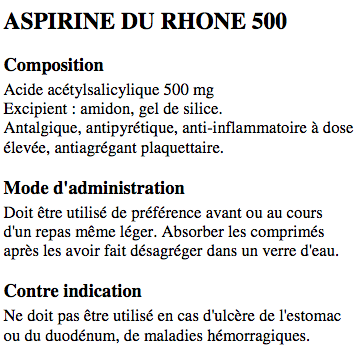 ASPIRINE DU RHONE 500
Composition
Acide acétylsalicylique 500 mg
Excipient : amidon, gel de silice.
Antalgique, antipyrétique, anti-inflammatoire à dose
élevée, antiagrégant plaquettaire.
Mode d'administration
Doit être utilisé de préférence avant ou au cours
d'un repas même léger. Absorber les comprimés
après les avoir fait désagréger dans un verre d'eau.
Contre indication
Ne doit pas être utilisé en cas d'ulcère de l'estomac
ou du duodénum, de maladies hémorragiques.